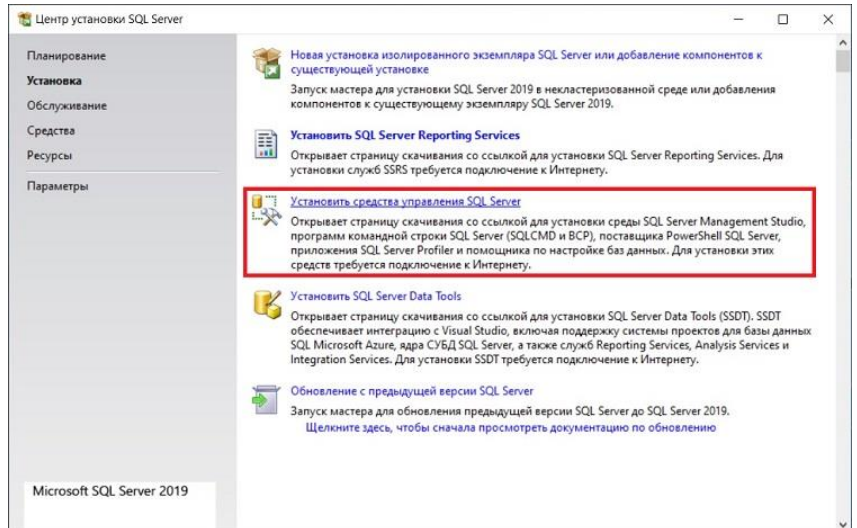 Центр установки SQL Server
Планирование
Установка
Обслуживание
Средства
Ресурсы
Параметры
Новая установка изолированного экземпляра SQL Server или добавление компонентов к
существующей установке
Запуск мастера для установки SQL Server 2019 в некластеризованной среде или добавления
компонентов к существующему экземпляру SQL Server 2019.
Установить SQL Server Reporting Services
Открывает страницу скачивания со ссылкой для установки SQL Server Reporting Services. Для
установки служб SSRS требуется подключение к Интернету.
Установить средства управления SQL Server
Открывает страницу скачивания со ссылкой для установки среды SQL Server Management Studio,
программ командной строки SQL Server (SQLCMD и BCP), поставщика PowerShell SQL Server,
приложения SQL Server Profiler и помощника по настройке баз данных. Для установки этих
средств требуется подключение к Интернету.
Установить SQL Server Data Tools
Открывает страницу скачивания со ссылкой для установки SQL Server Data Tools (SSDT). SSDT
обеспечивает интеграцию с Visual Studio, включая поддержку системы проектов для базы данных
SQL Microsoft Azure, ядра СУБД SQL Server, а также служб Reporting Services, Analysis Services и
Integration Services. Для установки SSDT требуется подключение к Интернету.
Обновление с предыдущей версии SQL Server
Запуск мастера для обновления предыдущей версии SQL Server до SQL Server 2019.
Щелкните здесь, чтобы сначала просмотреть документацию по обновлению
Microsoft SQL Server 2019